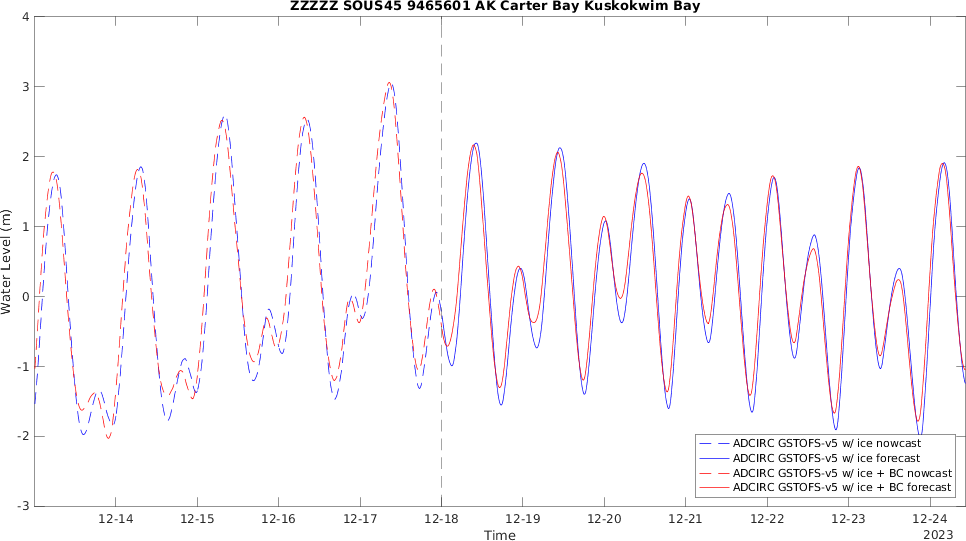 ZZZZZ SOUS45 9465601 AK Carter Bay Kuskokwim Bay
4
3
2
1
0
-1
-2
-3
Water Level (m)
ADCIRC GSTOFS-v5 w/ ice nowcast
ADCIRC GSTOFS-v5 w/ ice forecast
ADCIRC GSTOFS-v5 w/ ice + BC nowcast
ADCIRC GSTOFS-v5 w/ ice + BC forecast
12-14 12-15 12-16 12-17 12-18 12-19 12-20 12-21 12-22 12-23 12-24
Time
2023